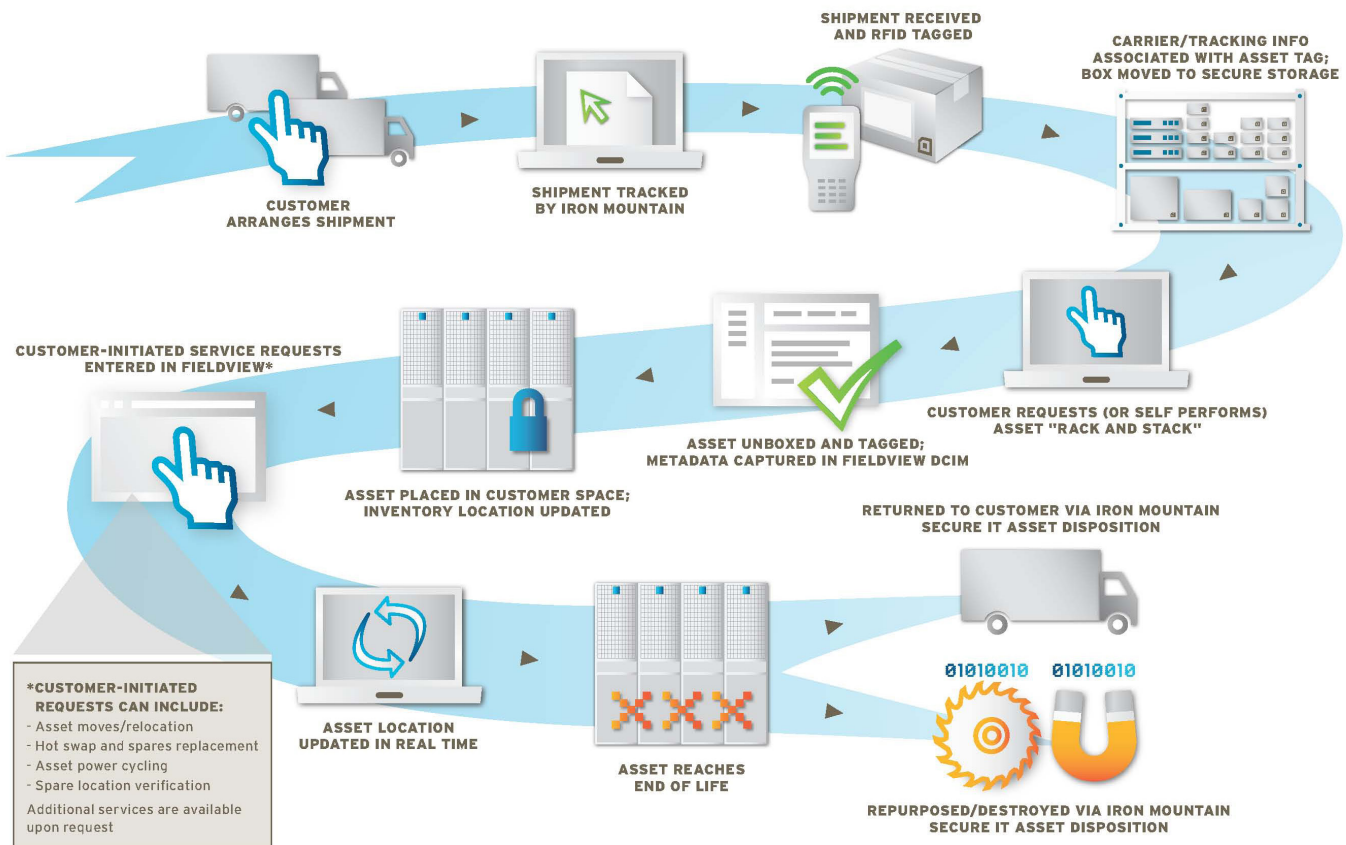 CUSTOMER
ARRANGES SHIPMENT
SHIPMENT TRACKED
BY IRON MOUNTAIN
SHIPMENT RECEIVED
AND RFID TAGGED
CARRIER/TRACKING INFO
ASSOCIATED WITH ASSET TAG;
BOX MOVED TO SECURE STORAGE
CUSTOMER REQUESTS (OR SELF PERFORMS)
ASSET "RACK AND STACK"
ASSET UNBOXED AND TAGGED;
METADATA CAPTURED IN FIELDVIEW DCIM
ASSET PLACED IN CUSTOMER SPACE;
INVENTORY LOCATION UPDATED
CUSTOMER-INITIATED SERVICE REQUESTS
ENTERED IN FIELDVIEW*
*CUSTOMER-INITIATED
REQUESTS CAN INCLUDE:
- Asset moves/relocation
- Hot swap and spares replacement
- Asset power cycling
- Spare location verification
Additional services are available
upon request
ASSET LOCATION
UPDATED IN REAL TIME
ASSET REACHES
END OF LIFE
RETURNED TO CUSTOMER VIA IRON MOUNTAIN
SECURE IT ASSET DISPOSITION
01010010 01010010
REPURPOSED/DESTROYED VIA IRON MOUNTAIN
SECURE IT ASSET DISPOSITION